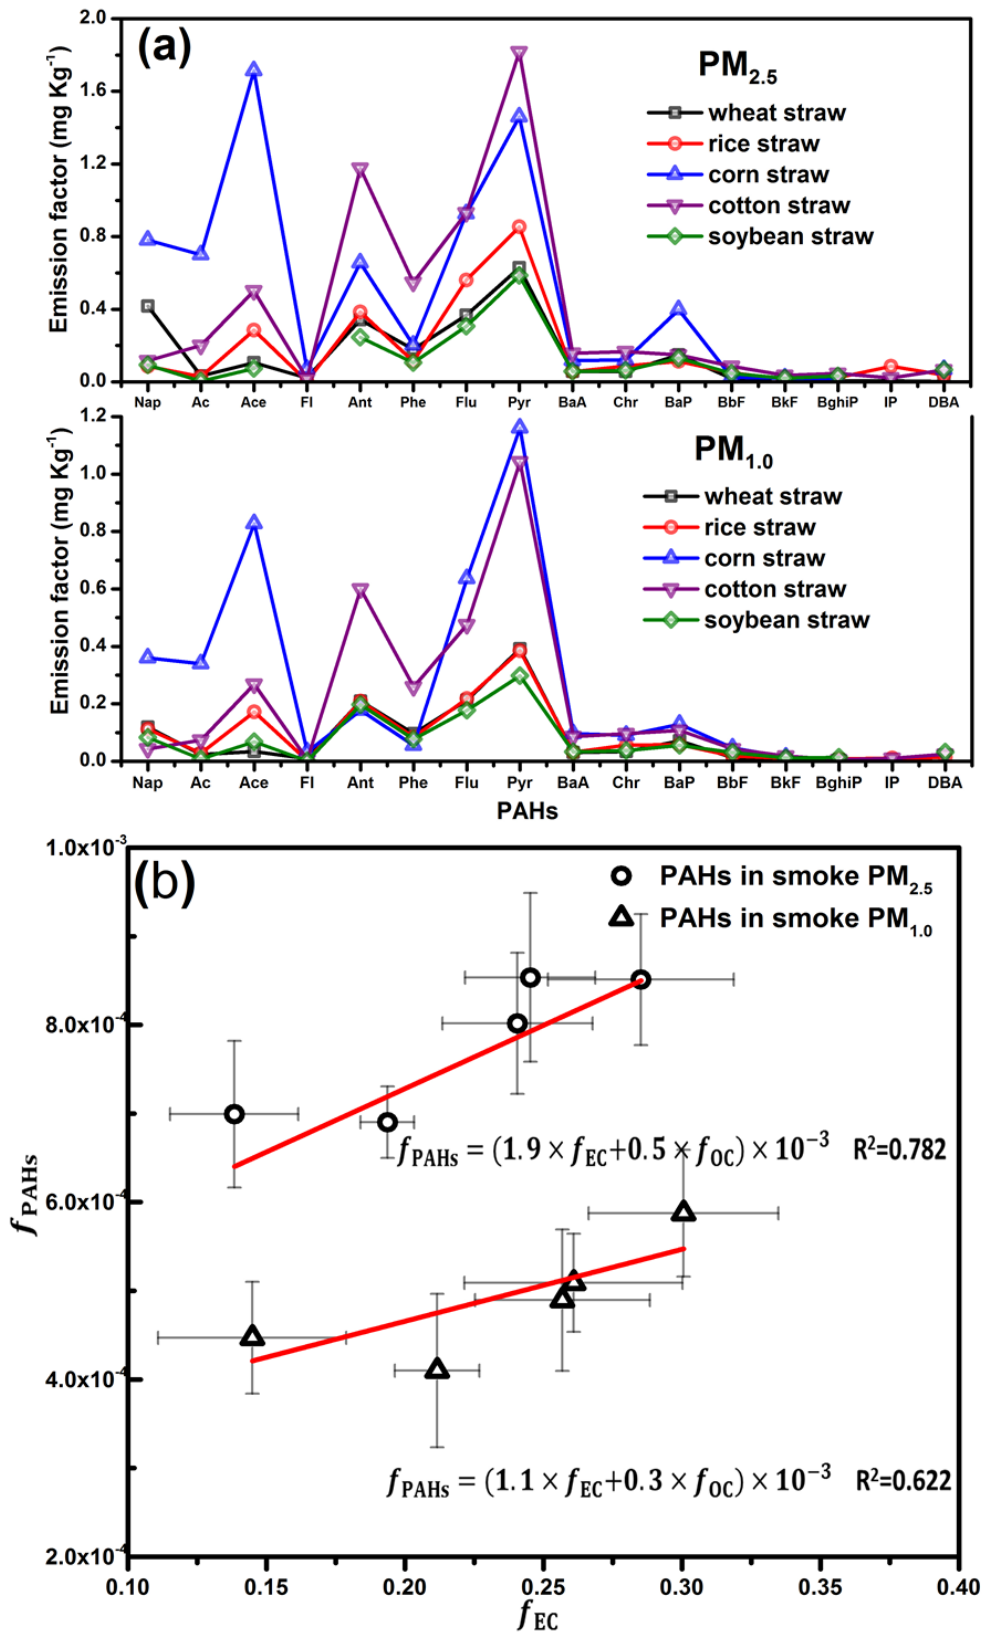 (a)
PM2.5
wheat straw
rice straw
corn straw
cotton straw
soybean straw
Emission factor (mg Kg-1)
2.0
1.6
1.2
0.8
0.4
0.0
Nap Ac Ace Fl Ant Phe Flu Pyr BaA Chr BaP BbF BkF BghiP IP DBA
PM1.0
wheat straw
rice straw
corn straw
cotton straw
soybean straw
Emission factor (mg Kg-1)
1.2
1.0
0.8
0.6
0.4
0.2
0.0
Nap Ac Ace Fl Ant Phe Flu Pyr BaA Chr BaP BbF BkF BghiP IP DBA
PAHs
(b)
PAHs in smoke PM2.5
PAHs in smoke PM1.0
1.0x10-3
8.0x10-4
6.0x10-4
4.0x10-4
2.0x10-4
fPAHs
fPAHs = (1.9 × fEC+0.5 × fOC) × 10−3 R2=0.782
fPAHs = (1.1 × fEC+0.3 × fOC) × 10−3 R2=0.622
0.10 0.15 0.20 0.25 0.30 0.35 0.40
fEC